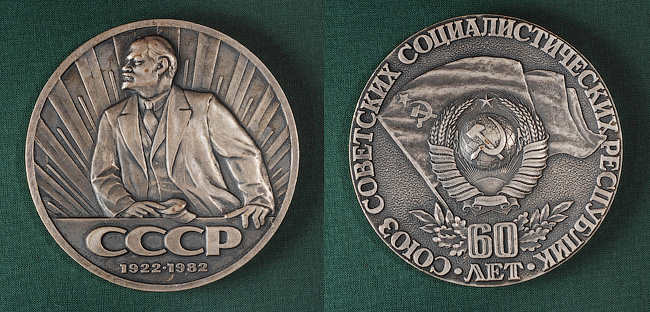 СССР
1922·1982
СОЮЗ СОВЕТСКИХ СОЦИАЛИСТИЧЕСКИХ РЕСПУБЛИК
60
ЛЕТ